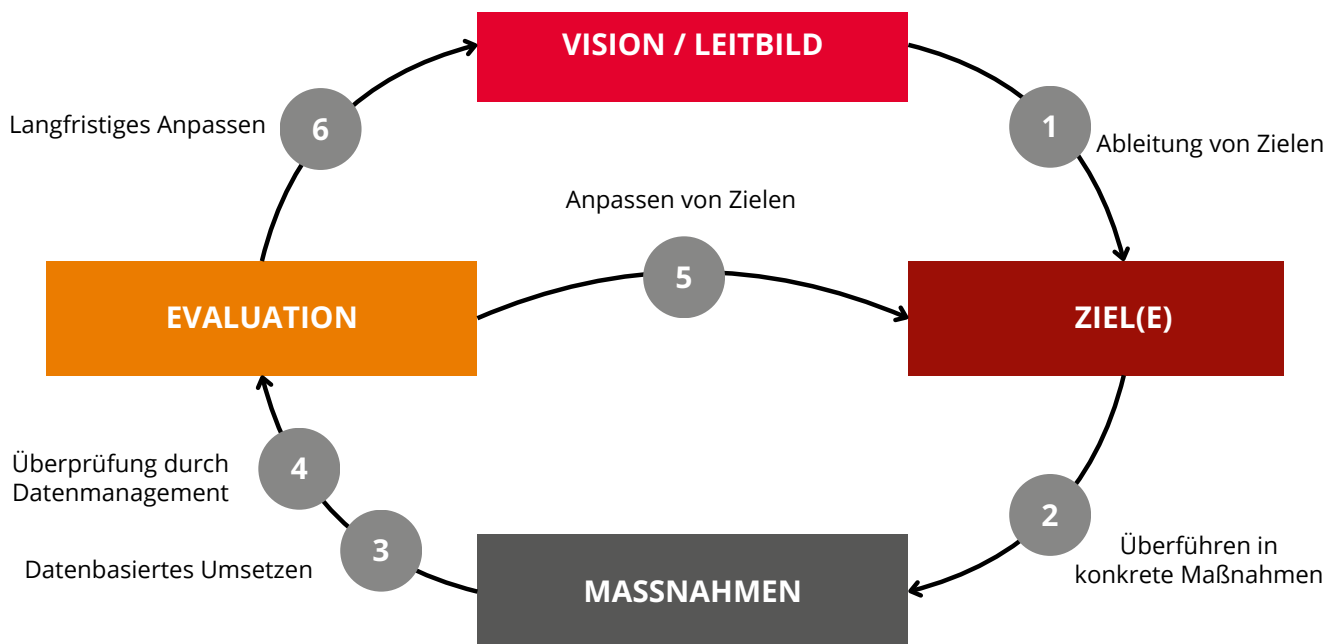 VISION / LEITBILD
6
Langfristiges Anpassen
1
Ableitung von Zielen
Anpassen von Zielen
5
EVALUATION
ZIEL(E)
4
Überprüfung durch
Datenmanagement
3
Datenbasiertes Umsetzen
MASSNAHMEN
2
Überführen in
konkrete Maßnahmen